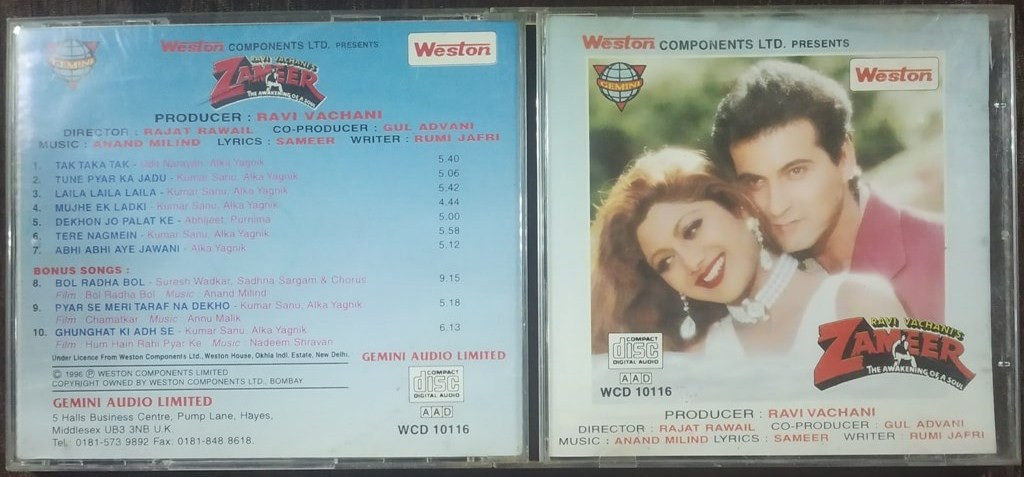 GEMINI
Weston COMPONENTS LTD. PRESENTS
Weston
RAVI VACHANI'S
ZAMEER
THE AWAKENING OF A SOUL
PRODUCER : RAVI VACHANI
DIRECTOR : RAJAT RAWAIL CO-PRODUCER : GUL ADVANI
MUSIC : ANAND MILIND LYRICS : SAMEER WRITER : RUMI JAFRI
1. TAK TAKA TAK - Udit Narayan, Alka Yagnik 5.40
2. TUNE PYAR KA JADU - Kumar Sanu, Alka Yagnik 5.06
3. LAILA LAILA LAILA - Kumar Sanu, Alka Yagnik 5.42
4. MUJHE EK LADKI - Kumar Sanu, Alka Yagnik 4.44
5. DEKHON JO PALAT KE - Abhijeet, Purnima 5.00
6. TERE NAGMEIN - Kumar Sanu, Alka Yagnik 5.58
7. ABHI ABHI AYE JAWANI - Alka Yagnik 5.12
BONUS SONGS :
8. BOL RADHA BOL - Suresh Wadkar, Sadhna Sargam & Chorus 9.15
Film : Bol Radha Bol Music : Anand Milind
9. PYAR SE MERI TARAF NA DEKHO - Kumar Sanu, Alka Yagnik 5.18
Film : Chamatkar Music : Annu Malik
10. GHUNGHAT KI ADH SE - Kumar Sanu, Alka Yagnik 6.13
Film : Hum Hain Rahi Pyar Ke Music : Nadeem Shravan
Under Licence From Weston Components Ltd., Weston House, Okhla Indl. Estate, New Delhi.
GEMINI AUDIO LIMITED
© 1996 ℗ WESTON COMPONENTS LIMITED
COPYRIGHT OWNED BY WESTON COMPONENTS LTD., BOMBAY
COMPACT
disc
DIGITAL AUDIO
AAD
WCD 10116
GEMINI AUDIO LIMITED
5 Halls Business Centre, Pump Lane, Hayes,
Middlesex UB3 3NB U.K.
Tel.: 0181-573 9892 Fax: 0181-848 8618.
Weston COMPONENTS LTD. PRESENTS
GEMINI
Weston
COMPACT
disc
DIGITAL AUDIO
AAD
WCD 10116
RAVI VACHANI'S
ZAMEER
THE AWAKENING OF A SOUL
PRODUCER : RAVI VACHANI
DIRECTOR : RAJAT RAWAIL CO-PRODUCER : GUL ADVANI
MUSIC : ANAND MILIND LYRICS : SAMEER WRITER : RUMI JAFRI